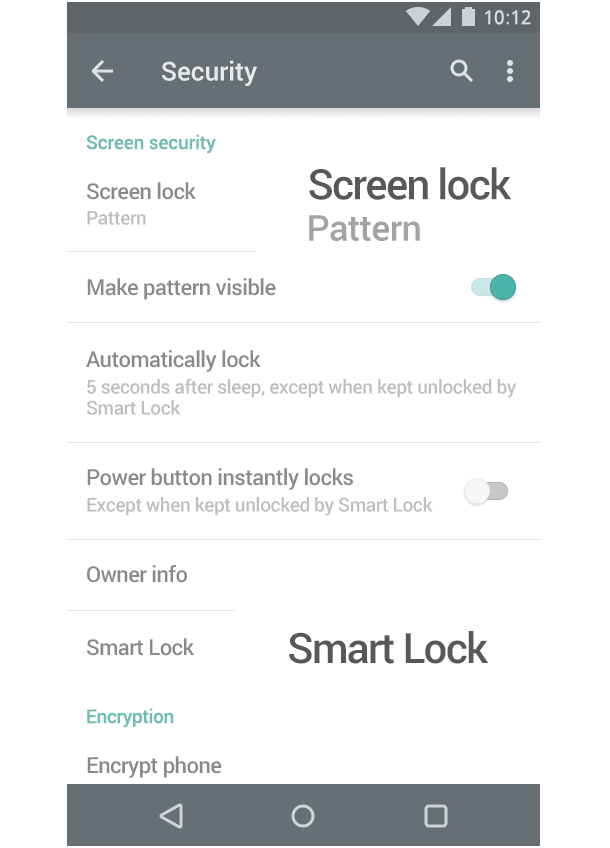 10:12
Security
Screen security
Screen lock
Pattern
Screen lock
Pattern
Make pattern visible
Automatically lock
5 seconds after sleep, except when kept unlocked by
Smart Lock
Power button instantly locks
Except when kept unlocked by Smart Lock
Owner info
Smart Lock
Smart Lock
Encryption
Encrypt phone